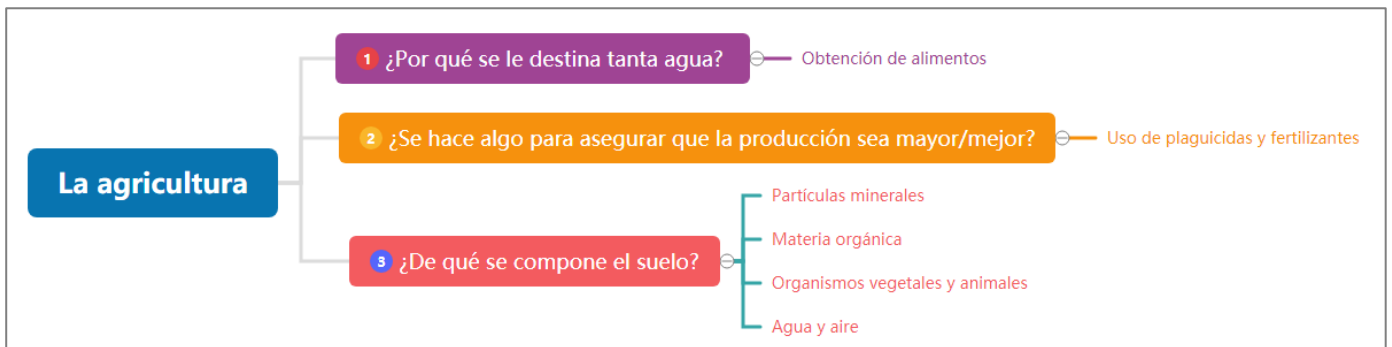 La agricultura
1 ¿Por qué se le destina tanta agua?
Obtención de alimentos
2 ¿Se hace algo para asegurar que la producción sea mayor/mejor?
Uso de plaguicidas y fertilizantes
3 ¿De qué se compone el suelo?
Partículas minerales
Materia orgánica
Organismos vegetales y animales
Agua y aire